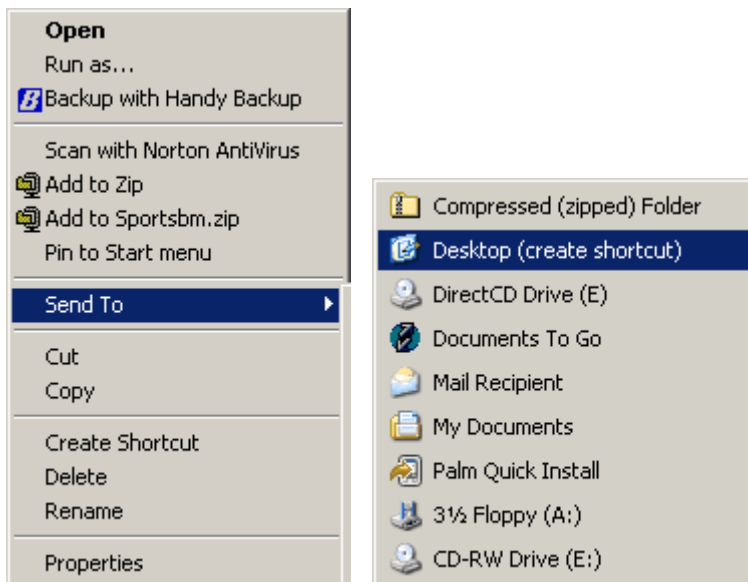 Open
Run as...
Backup with Handy Backup
Scan with Norton AntiVirus
Add to Zip
Add to Sportsbm.zip
Pin to Start menu
Send To
Cut
Copy
Create Shortcut
Delete
Rename
Properties
Compressed (zipped) Folder
Desktop (create shortcut)
DirectCD Drive (E)
Documents To Go
Mail Recipient
My Documents
Palm Quick Install
3½ Floppy (A:)
CD-RW Drive (E:)